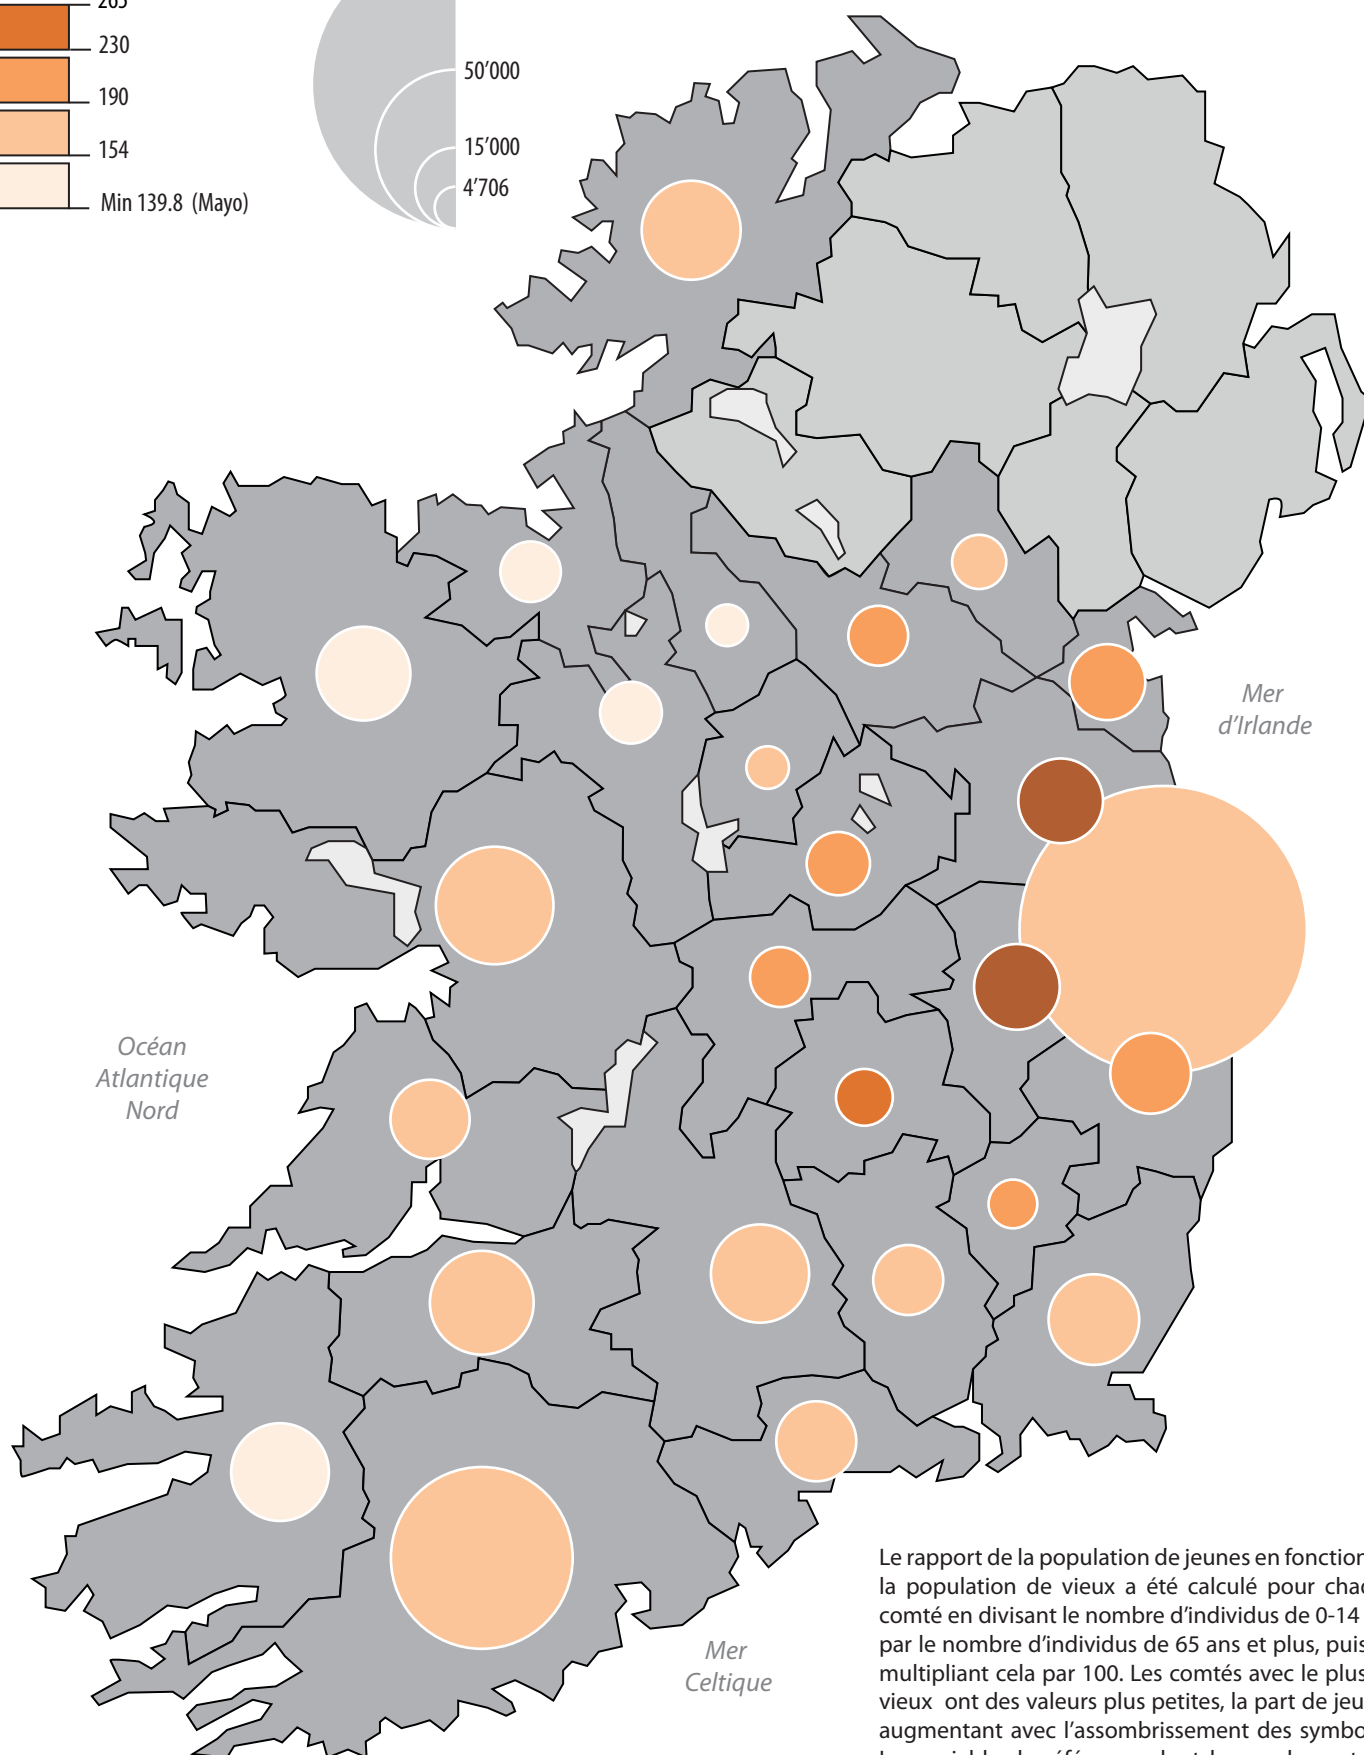 265
230
190
154
Min 139.8 (Mayo)
50’000
15’000
4’706
Mer
d’Irlande
Océan
Atlantique
Nord
Mer
Celtique
Le rapport de la population de jeunes en fonction
la population de vieux a été calculé pour
comté en divisant le nombre d’individus de 0-14
par le nombre d’individus de 65 ans et plus, puis
multipliant cela par 100. Les comtés avec le plus
vieux ont des valeurs plus petites, la part de
augmentant avec l’assombrissement des